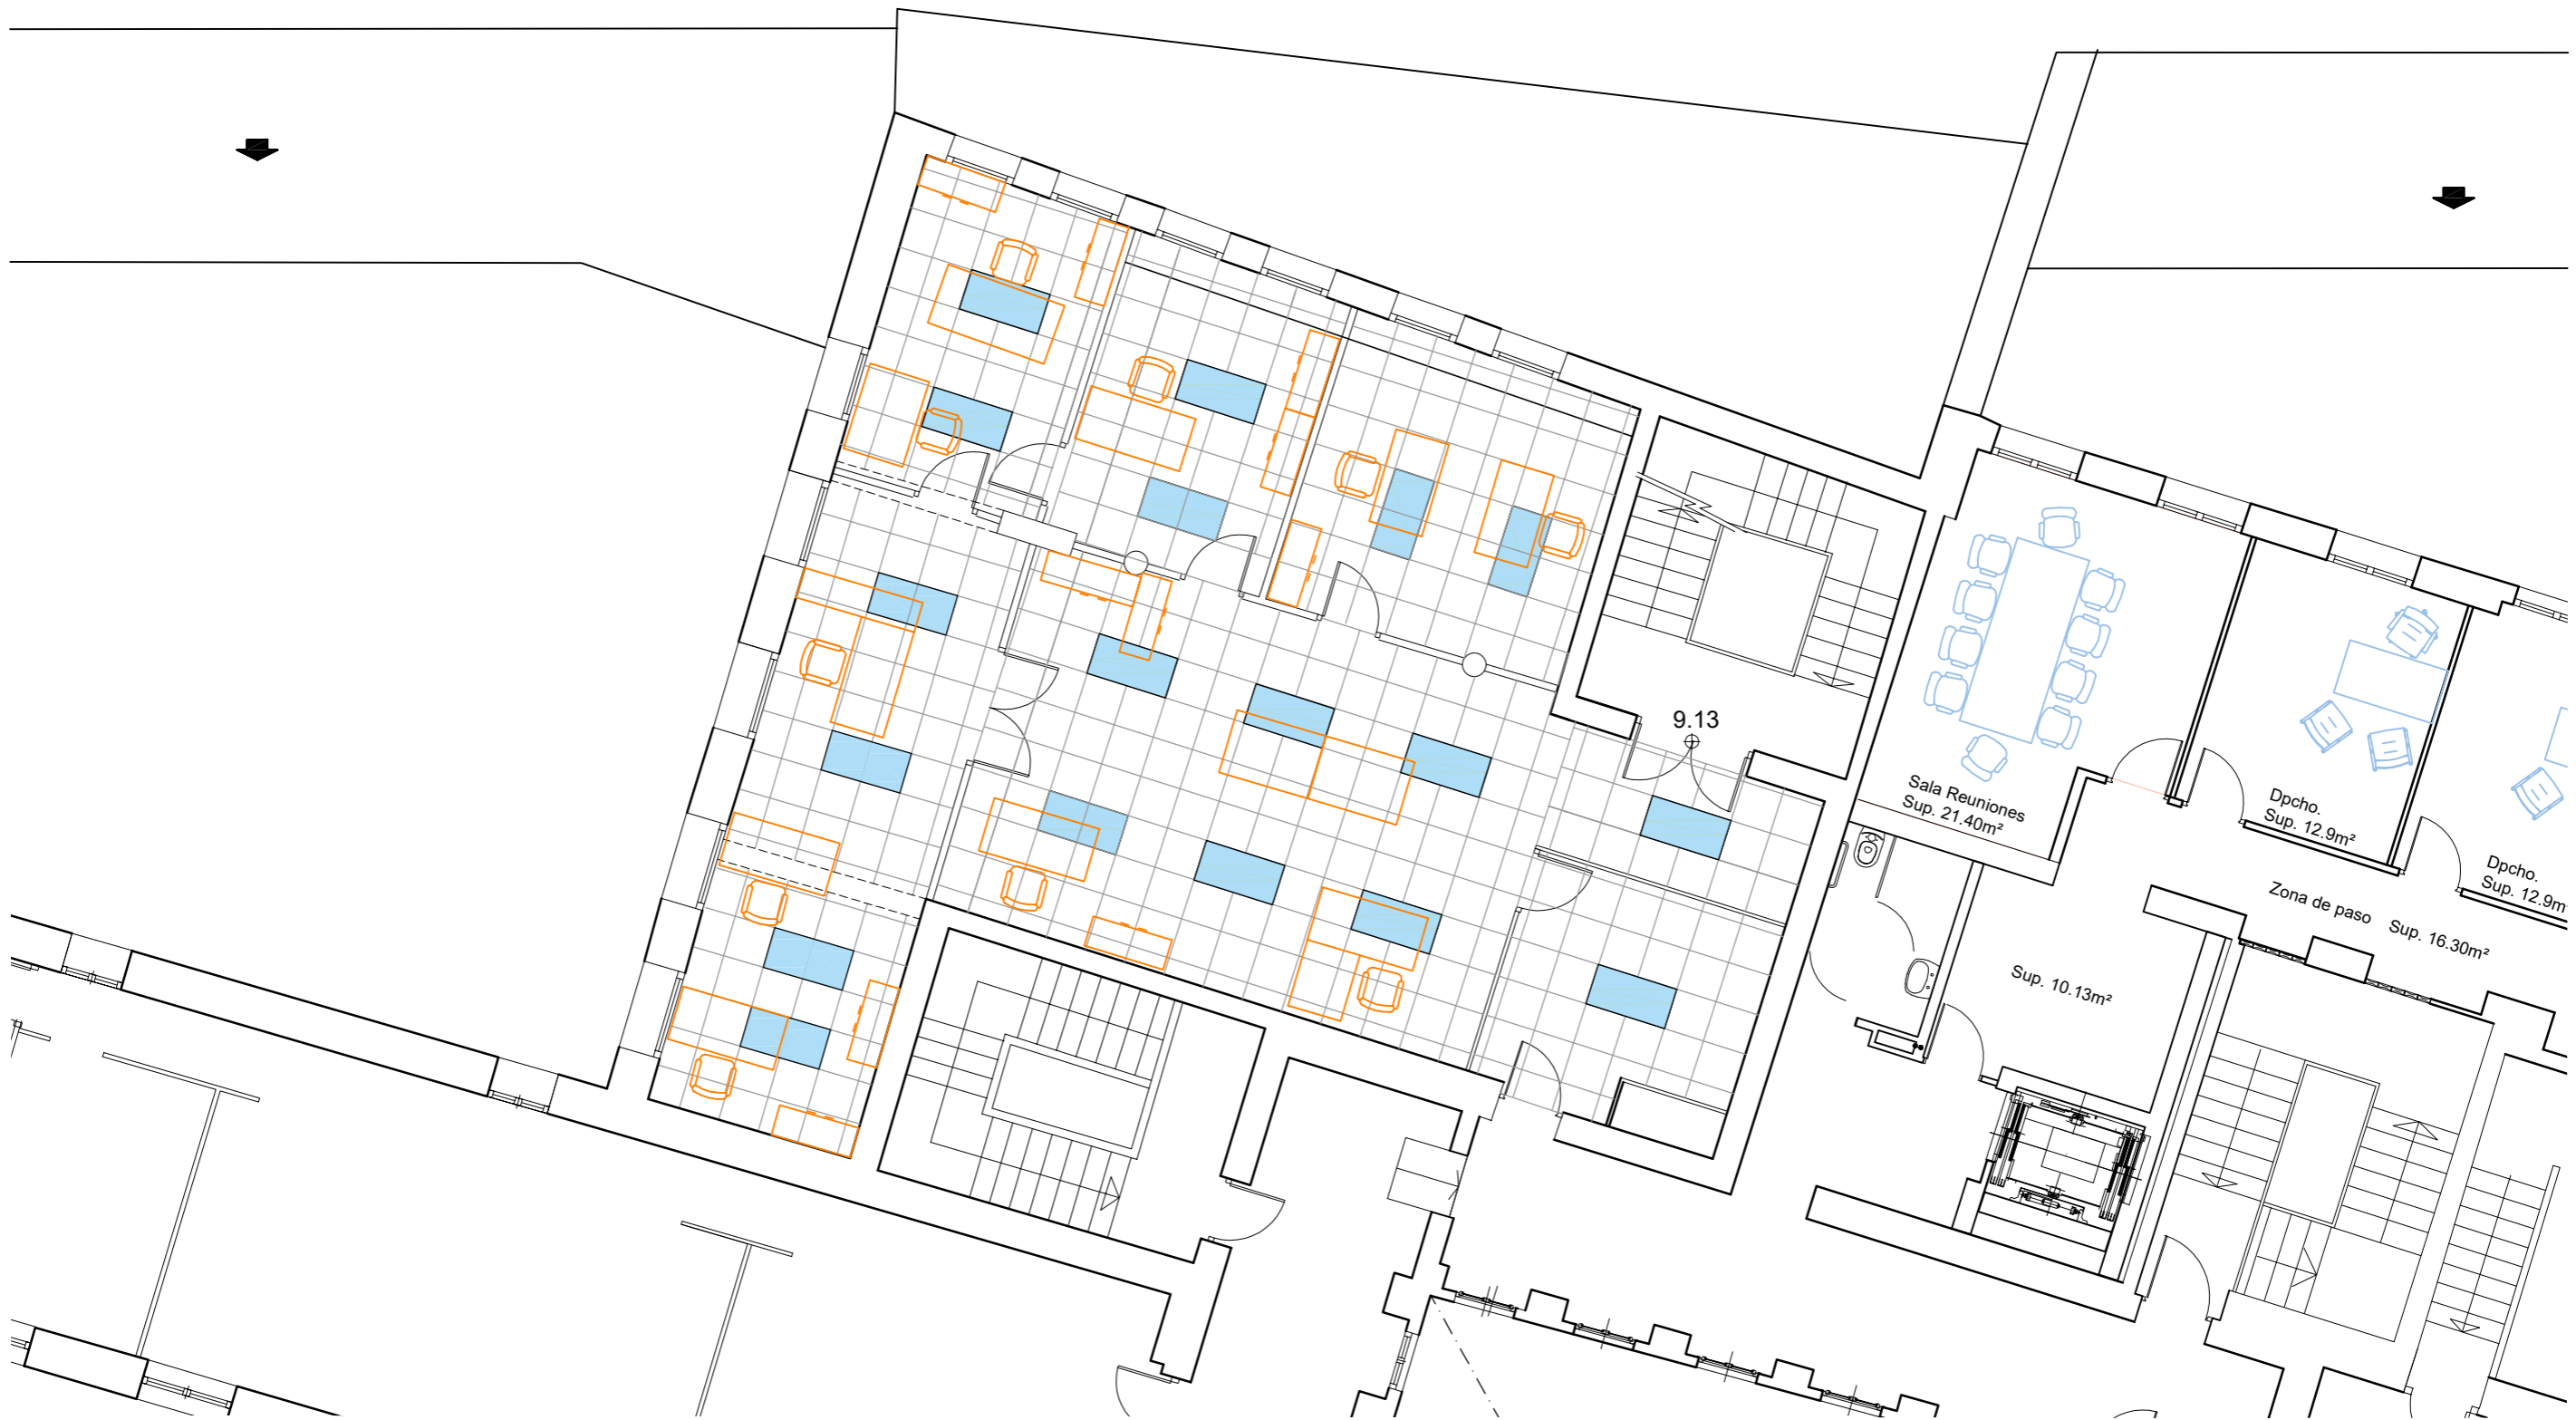 9.13
Sala Reuniones
Sup. 21.40m²
Dpcho.
Sup. 12.9m²
Dpcho.
Sup. 12.9m
Zona de paso Sup. 16.30m²
Sup. 10.13m²